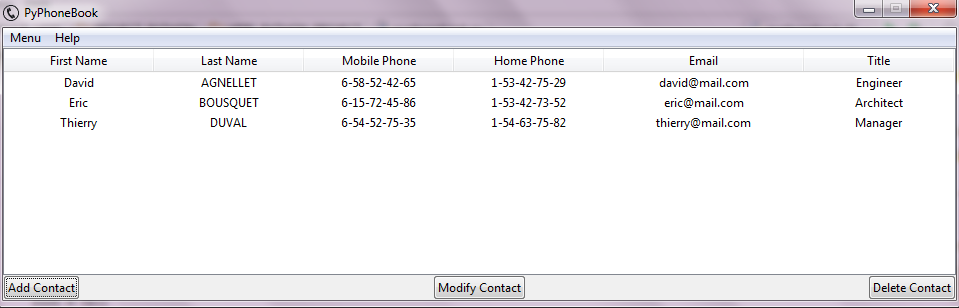 PyPhoneBook
Menu Help
First Name Last Name Mobile Phone Home Phone Email Title
David AGNELLET 6-58-52-42-65 1-53-42-75-29 david@mail.com Engineer
Eric BOUSQUET 6-15-72-45-86 1-53-42-73-52 eric@mail.com Architect
Thierry DUVAL 6-54-52-75-35 1-54-63-75-82 thierry@mail.com Manager
Add Contact Modify Contact Delete Contact